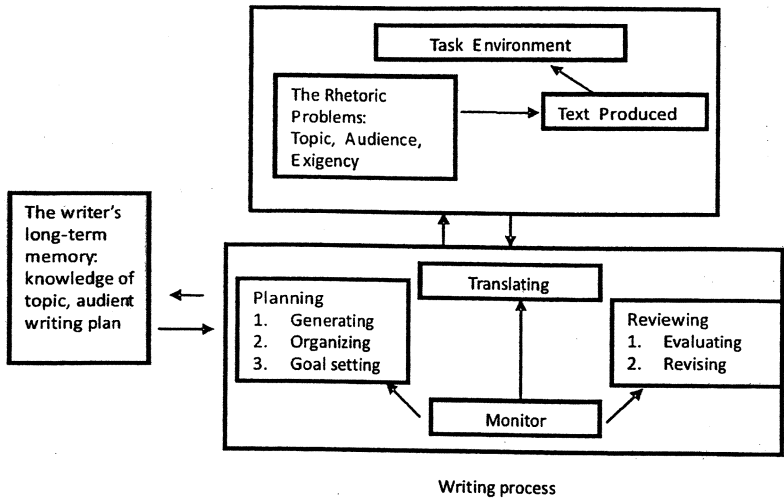 Task Environment
The Rhetoric
Problems:
Topic, Audience,
Exigency
Text Produced
The writer's
long-term
memory:
knowledge of
topic, audient
writing plan
Translating
Planning
1. Generating
2. Organizing
3. Goal setting
Reviewing
1. Evaluating
2. Revising
Monitor
Writing process